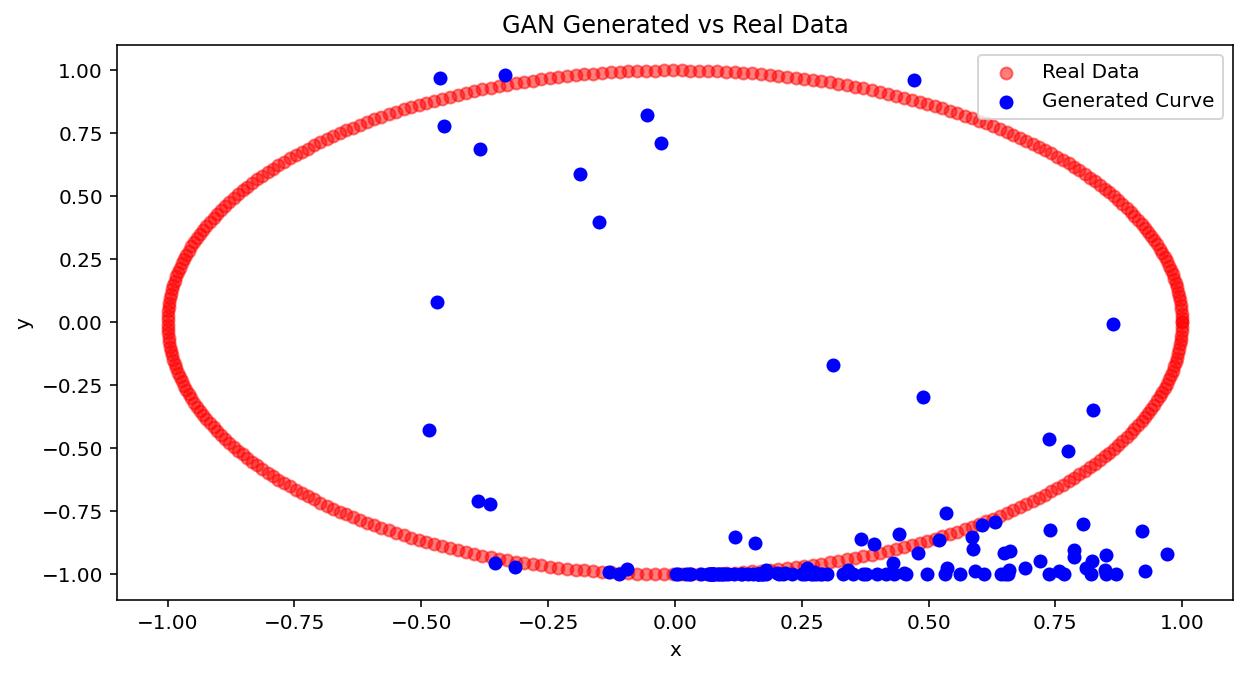 GAN Generated vs Real Data
Real Data
Generated Curve
1.00
0.75
0.50
0.25
0.00
−0.25
−0.50
−0.75
−1.00
y
−1.00 −0.75 −0.50 −0.25 0.00 0.25 0.50 0.75 1.00
x